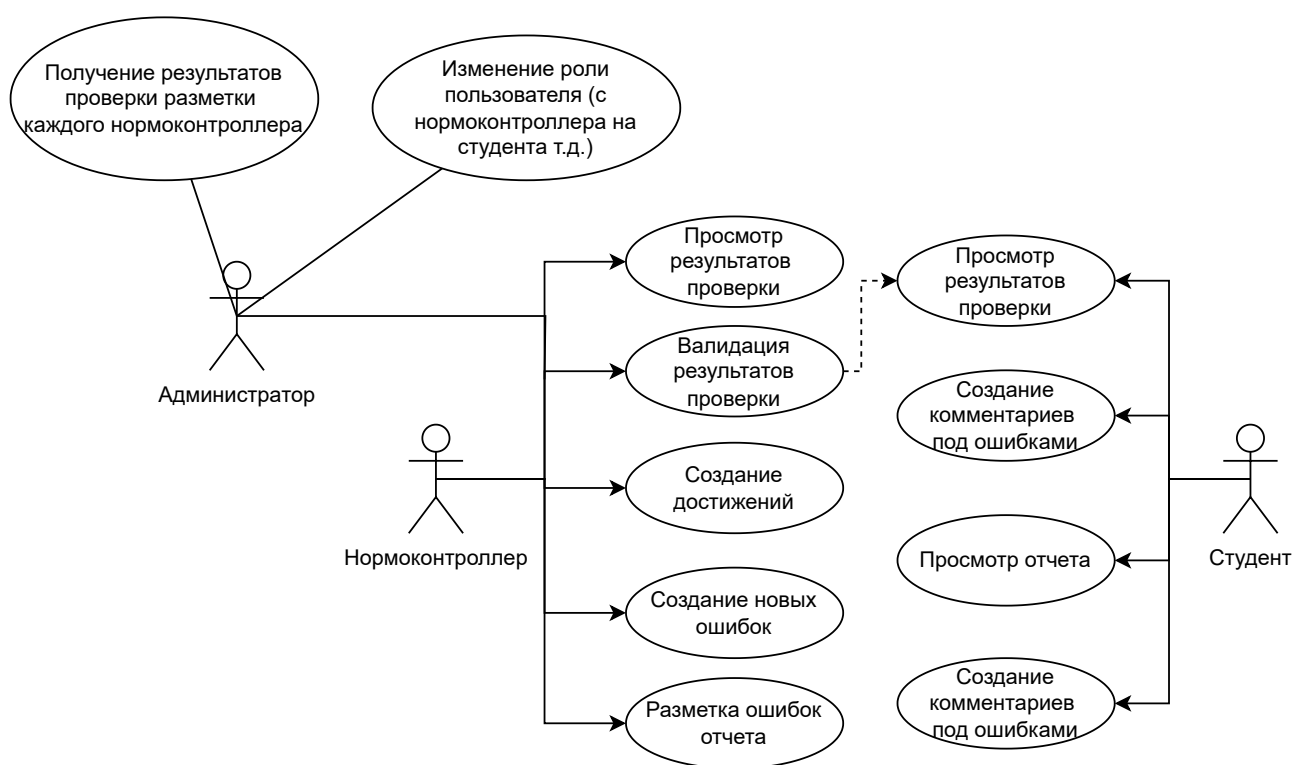 Получение результатов
проверки разметки
каждого нормоконтроллера
Изменение роли
пользователя (с
нормоконтроллера на
студента т.д.)
Администратор
Просмотр
результатов
проверки
Просмотр
результатов
проверки
Валидация
результатов
проверки
Создание
комментариев
под ошибками
Нормоконтроллер
Создание
достижений
Студент
Просмотр отчета
Создание новых
ошибок
Создание
комментариев
под ошибками
Разметка ошибок
отчета